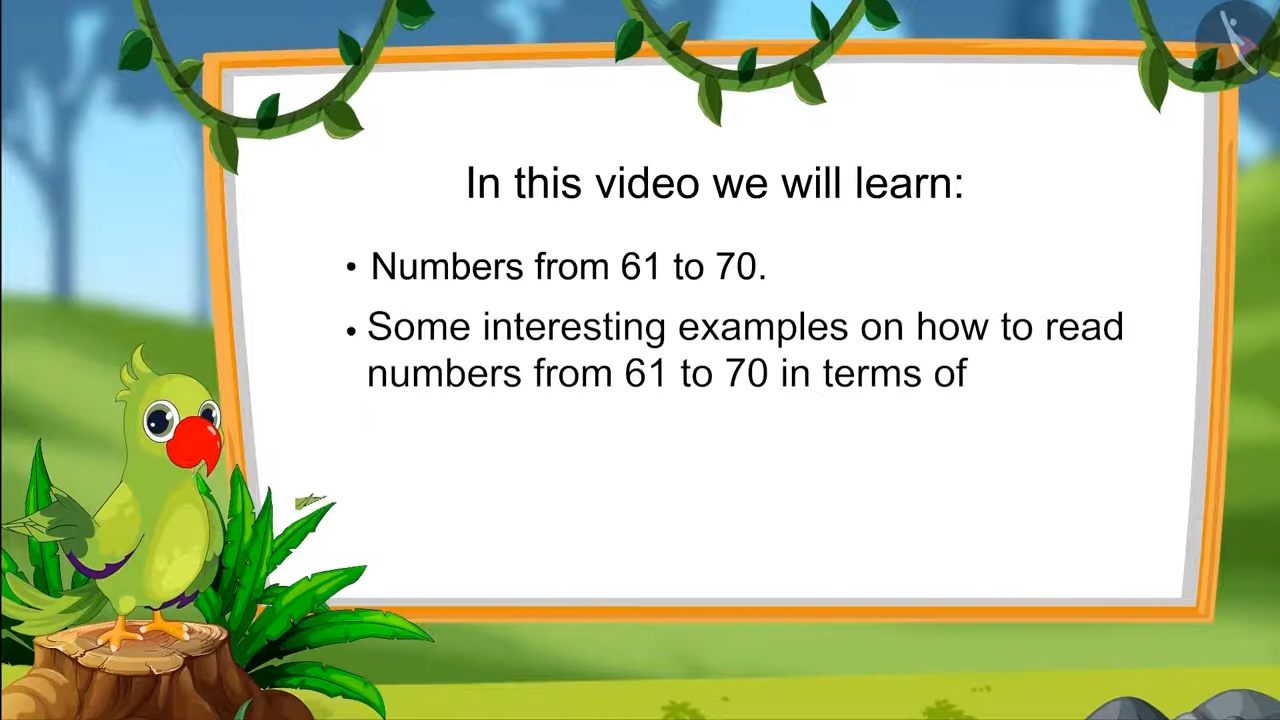 In this video we will learn:
• Numbers from 61 to 70.
• Some interesting examples on how to read
numbers from 61 to 70 in terms of